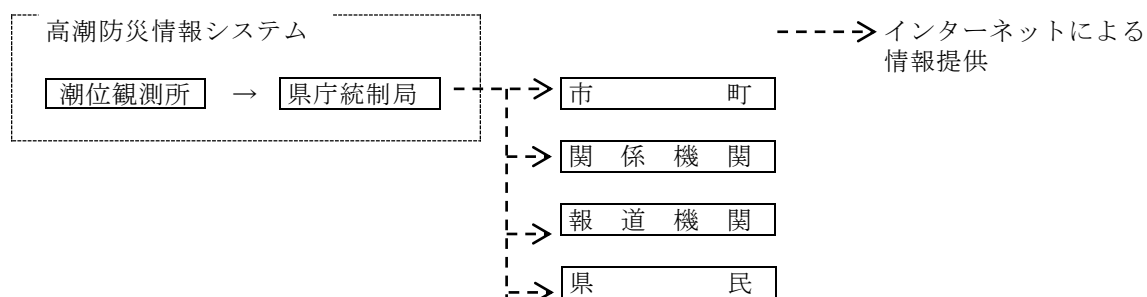 高潮防災情報システム
インターネットによる
情報提供
潮位観測所 → 県庁統制局
市町
関係機関
報道機関
県民